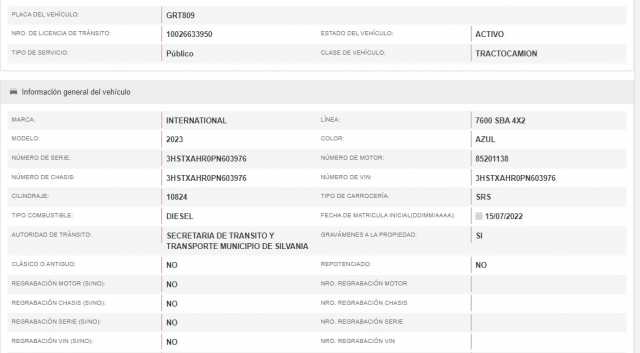 PLACA DEL VEHÍCULO: GRT809
NRO. DE LICENCIA DE TRÁNSITO: 10026633950 ESTADO DEL VEHÍCULO: ACTIVO
TIPO DE SERVICIO: Público CLASE DE VEHÍCULO: TRACTOCAMION
Información general del vehículo
MARCA: INTERNATIONAL LÍNEA: 7600 SBA 4X2
MODELO: 2023 COLOR: AZUL
NÚMERO DE SERIE: 3HSTXAHR0PN603976 NÚMERO DE MOTOR: 85201138
NÚMERO DE CHASIS: 3HSTXAHR0PN603976 NÚMERO DE VIN: 3HSTXAHR0PN603976
CILINDRAJE: 10824 TIPO DE CARROCERÍA: SRS
TIPO COMBUSTIBLE: DIESEL FECHA DE MATRICULA INICIAL(DD/MM/AAAA): 15/07/2022
AUTORIDAD DE TRÁNSITO: SECRETARIA DE TRANSITO Y GRAVÁMENES A LA PROPIEDAD: SI
TRANSPORTE MUNICIPIO DE SILVANIA
CLÁSICO O ANTIGUO: NO REPOTENCIADO: NO
REGRABACIÓN MOTOR (SI/NO): NO NRO. REGRABACIÓN MOTOR
REGRABACIÓN CHASIS (SI/NO): NO NRO. REGRABACIÓN CHASIS
REGRABACIÓN SERIE (SI/NO): NO NRO. REGRABACIÓN SERIE
REGRABACIÓN VIN (SI/NO): NO NRO. REGRABACIÓN VIN